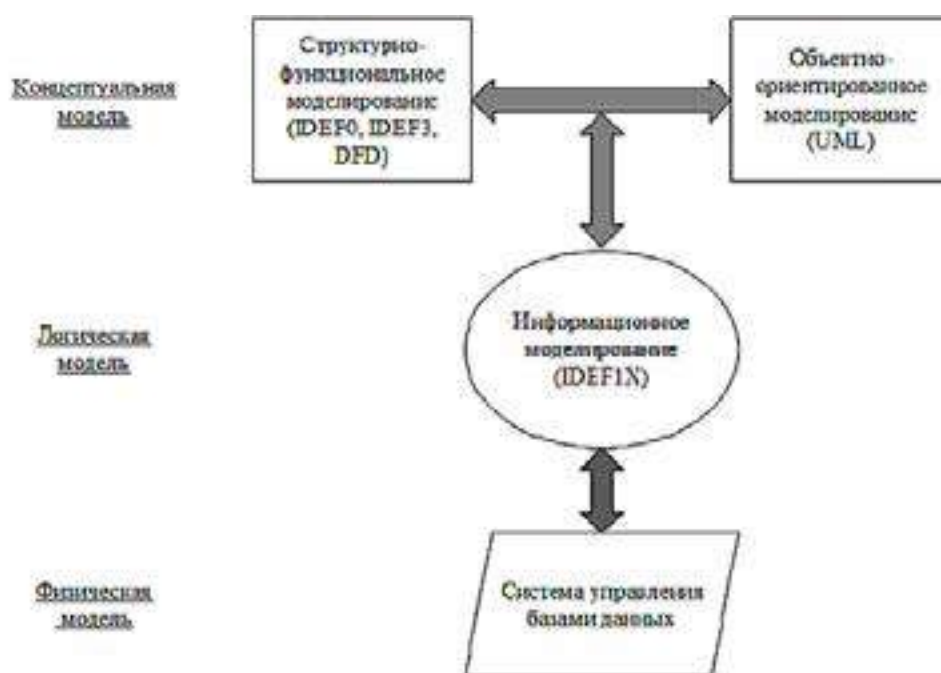 Структурно-
функциональное
моделирование
(IDEF0, IDEF3,
DFD)
Объектно-
ориентированное
моделирование
(UML)
Концептуальная
модель
Логическая
модель
Информационное
моделирование
(IDEF1X)
Физическая
модель
Система управления
базами данных